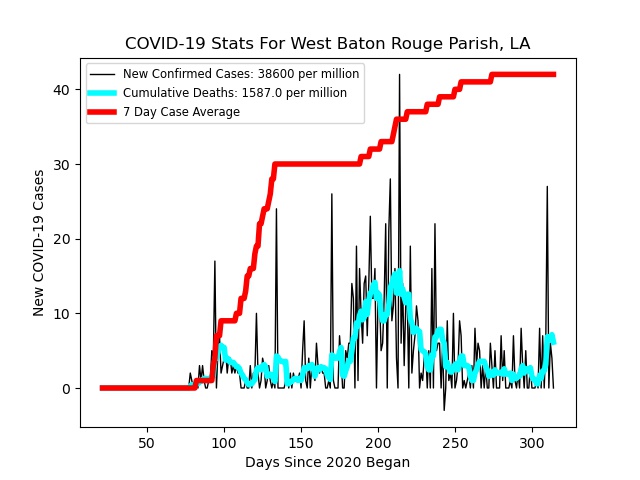 COVID-19 Stats For West Baton Rouge Parish, LA
New Confirmed Cases: 38600 per million
Cumulative Deaths: 1587.0 per million
7 Day Case Average
New COVID-19 Cases
40
30
20
10
0
50 100 150 200 250 300
Days Since 2020 Began